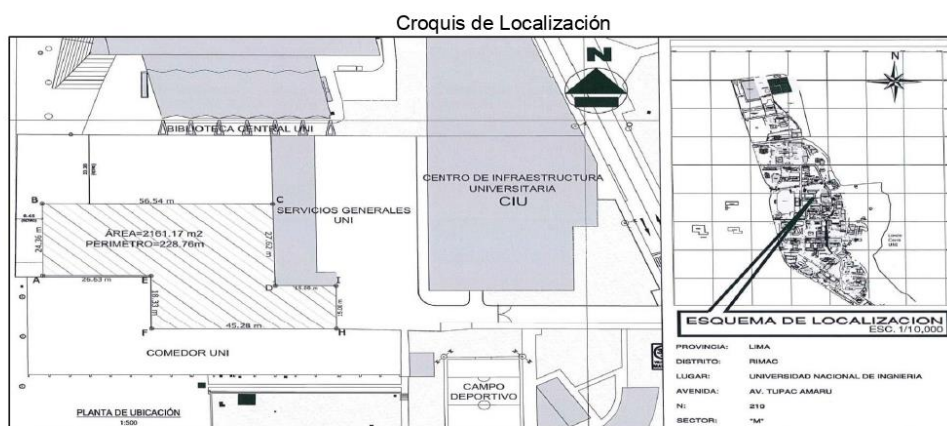 Croquis de Localización
N
BIBLIOTECA CENTRAL UNI
CENTRO DE INFRAESTRUCTURA
UNIVERSITARIA
CIU
SERVICIOS GENERALES
UNI
B
56.54 m
C
ÁREA=2161.17 m2
PERIMETRO=228.76m
24.36 m
27.52 m
A
26.63 m
E
D
I
18.33 m
F
45.28 m
H
COMEDOR UNI
CAMPO
DEPORTIVO
PLANTA DE UBICACIÓN
1:500
N
ESQUEMA DE LOCALIZACION
ESC. 1/10,000
PROVINCIA: LIMA
DISTRITO: RIMAC
LUGAR: UNIVERSIDAD NACIONAL DE INGNIERIA
AVENIDA: AV. TUPAC AMARU
N: 210
SECTOR: "M"